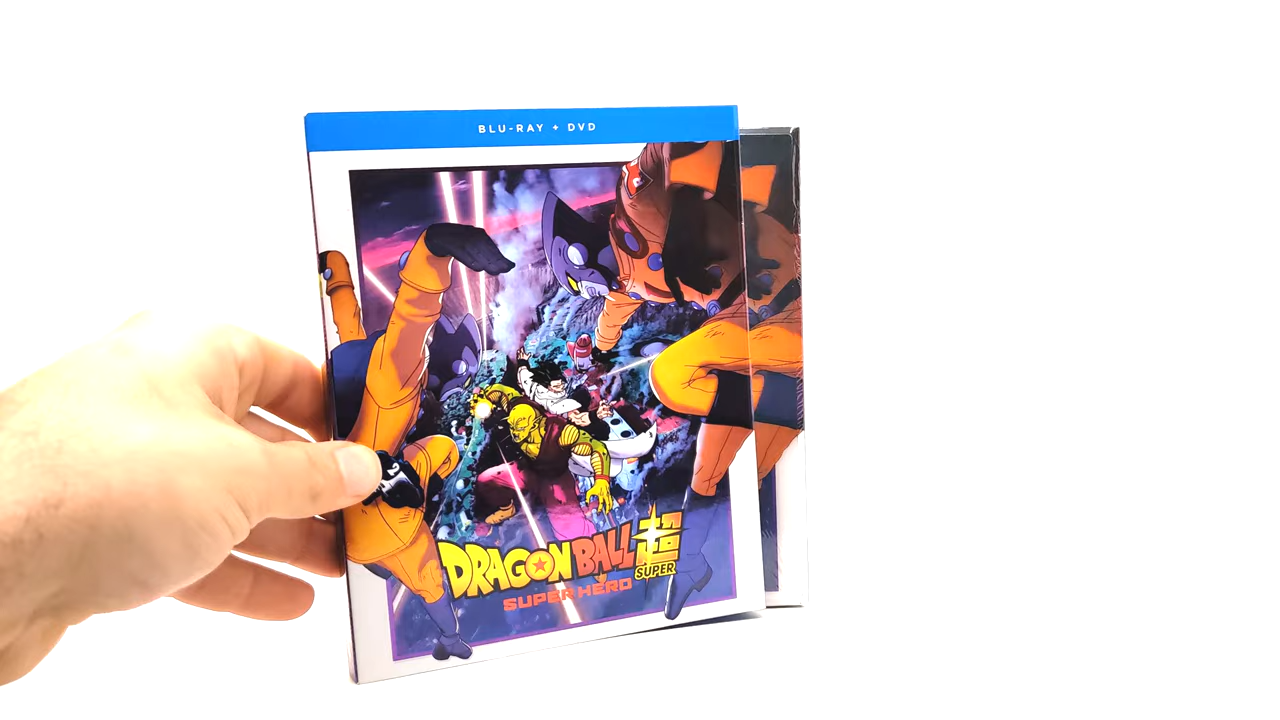 BLU-RAY + DVD
DRAGON BALL 超
SUPER
SUPER HERO